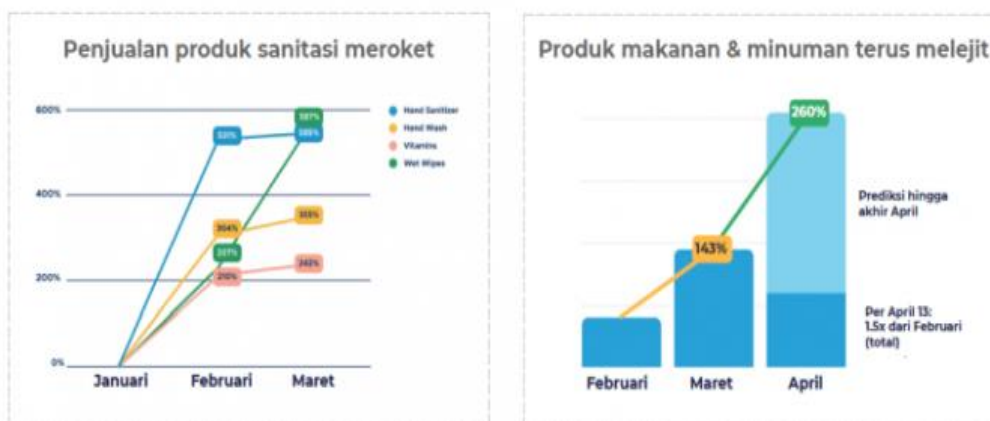 Penjualan produk sanitasi meroket
600%
400%
200%
0%
Januari
Februari
Maret
Hand Sanitizer
Hand Wash
Vitamins
Wet Wipes
531%
304%
210%
353%
242%
Produk makanan & minuman terus melejit
143%
260%
Februari
Maret
April
Prediksi hingga
akhir April
Per April 13:
1.5x dari Februari
(total)